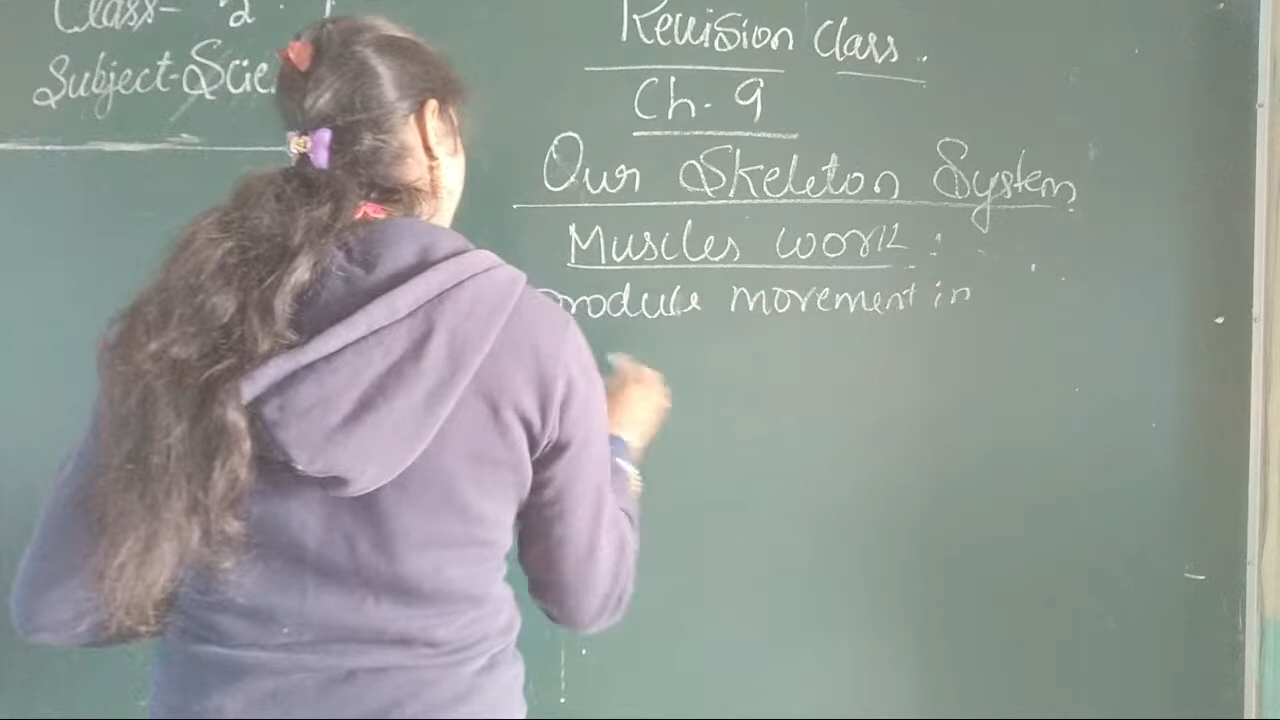 Class- 2
Subject-Scie
Revision Class.
Ch. 9
Our Skeleton System
Muscles work :
produce movement in